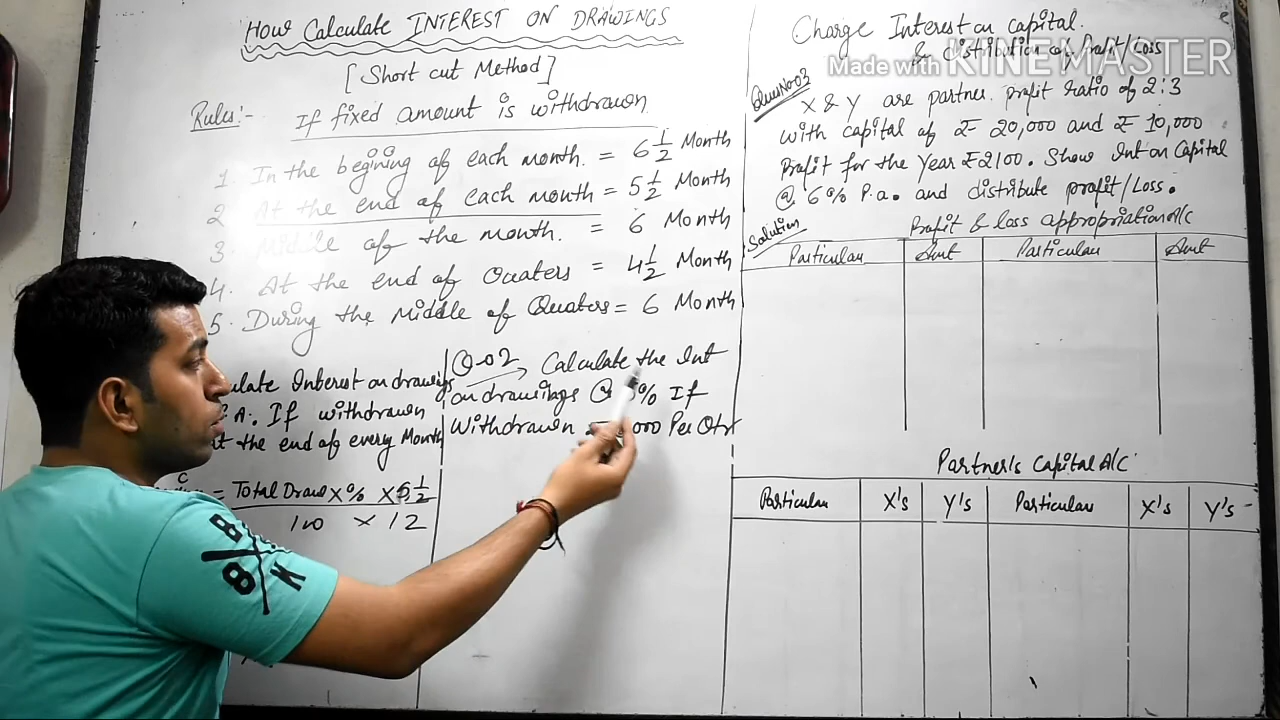 How Calculate INTEREST ON DRAWINGS
[Short cut Method]
Rules:- If fixed amount is withdrawn
1. In the begining of each month. = 6 1/2 Month
2. At the end of each month = 5 1/2 Month
3. Middle of the month. = 6 Month
4. At the end of Quaters = 4 1/2 Month
5. During the Middle of Quaters = 6 Month
Interest on drawings
A. If withdrawn
at the end of every Month
= Total Draw X % X 5 1/2
100 X 12
Q-02 Calculate the Int
on drawings @ % If
Withdrawn 000 Per Qtr
Charge Interest on capital.
& distribution of Profit/Loss
Made with KINEMASTER
Ques No 03
X & Y are partner. profit ratio of 2:3
with capital of ₹ 20,000 and ₹ 10,000
Profit for the Year ₹2100. Show Int on Capital
@ 6% P.a. and distribute profit/Loss.
Solution
Profit & loss appropriation A/c
Particular Amt Particular Amt
Partner's Capital A/C
Particular X's Y's Particular X's Y's
8 K